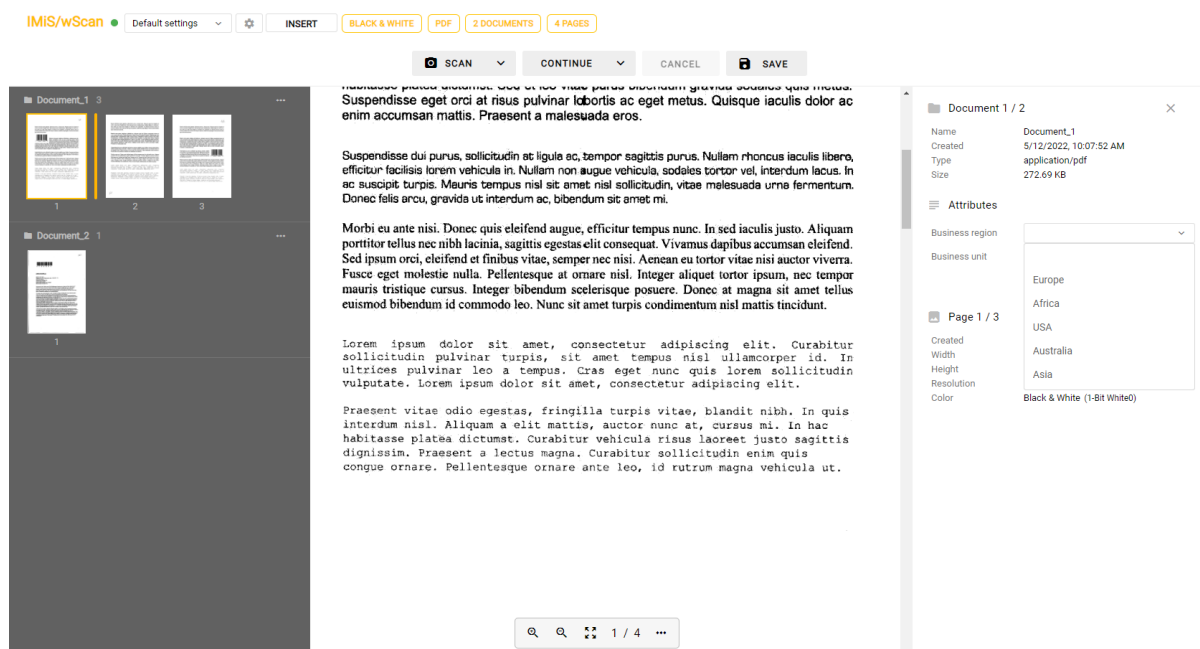 IMiS/wScan
Default settings
INSERT
BLACK & WHITE
PDF
2 DOCUMENTS
4 PAGES
SCAN
CONTINUE
CANCEL
SAVE
Document_1 3
1
2
3
Document_2 1
1
Suspendisse eget orci at risus pulvinar lobortis ac eget metus. Quisque iaculis dolor ac
enim accumsan mattis. Praesent a malesuada eros.
Suspendisse dui purus, sollicitudin at ligula ac, tempor sagittis purus. Nullam rhoncus iaculis libero,
efficitur facilisis lorem vehicula in. Nullam non augue vehicula, sodales tortor vel, interdum lacus. In
ac suscipit turpis. Mauris tempus nisl sit amet nisl sollicitudin, vitae malesuada urna fermentum.
Donec felis arcu, gravida ut interdum ac, bibendum sit amet mi.
Morbi eu ante nisi. Donec quis eleifend augue, efficitur tempus nunc. In sed iaculis justo. Aliquam
porttitor tellus nec nibh lacinia, sagittis egestas elit consequat. Vivamus dapibus accumsan eleifend.
Sed ipsum orci, eleifend et finibus vitae, semper nec nisi. Aenean eu tortor vitae nisi auctor viverra.
Fusce eget molestie nulla. Pellentesque at ornare nisl. Integer aliquet tortor ipsum, nec tempor
mauris tristique cursus. Integer bibendum scelerisque posuere. Donec at magna sit amet tellus
euismod bibendum id commodo leo. Nunc sit amet turpis condimentum nisl mattis tincidunt.
Lorem ipsum dolor sit amet, consectetur adipiscing elit. Curabitur
sollicitudin pulvinar turpis, sit amet tempus nisl ullamcorper id. In
ultrices pulvinar leo a tempus. Cras eget nunc quis lorem sollicitudin
vulputate. Lorem ipsum dolor sit amet, consectetur adipiscing elit.
Praesent vitae odio egestas, fringilla turpis vitae, blandit nibh. In quis
interdum nisl. Aliquam a elit mattis, auctor nunc at, cursus mi. In hac
habitasse platea dictumst. Curabitur vehicula risus laoreet justo sagittis
dignissim. Praesent a lectus magna. Curabitur sollicitudin enim quis
congue ornare. Pellentesque ornare ante leo, id rutrum magna vehicula ut.
1 / 4
Document 1 / 2
Name Document_1
Created 5/12/2022, 10:07:52 AM
Type application/pdf
Size 272.69 KB
Attributes
Business region
Business unit
Europe
Africa
USA
Australia
Asia
Page 1 / 3
Created
Width
Height
Resolution
Color Black & White (1-Bit White0)